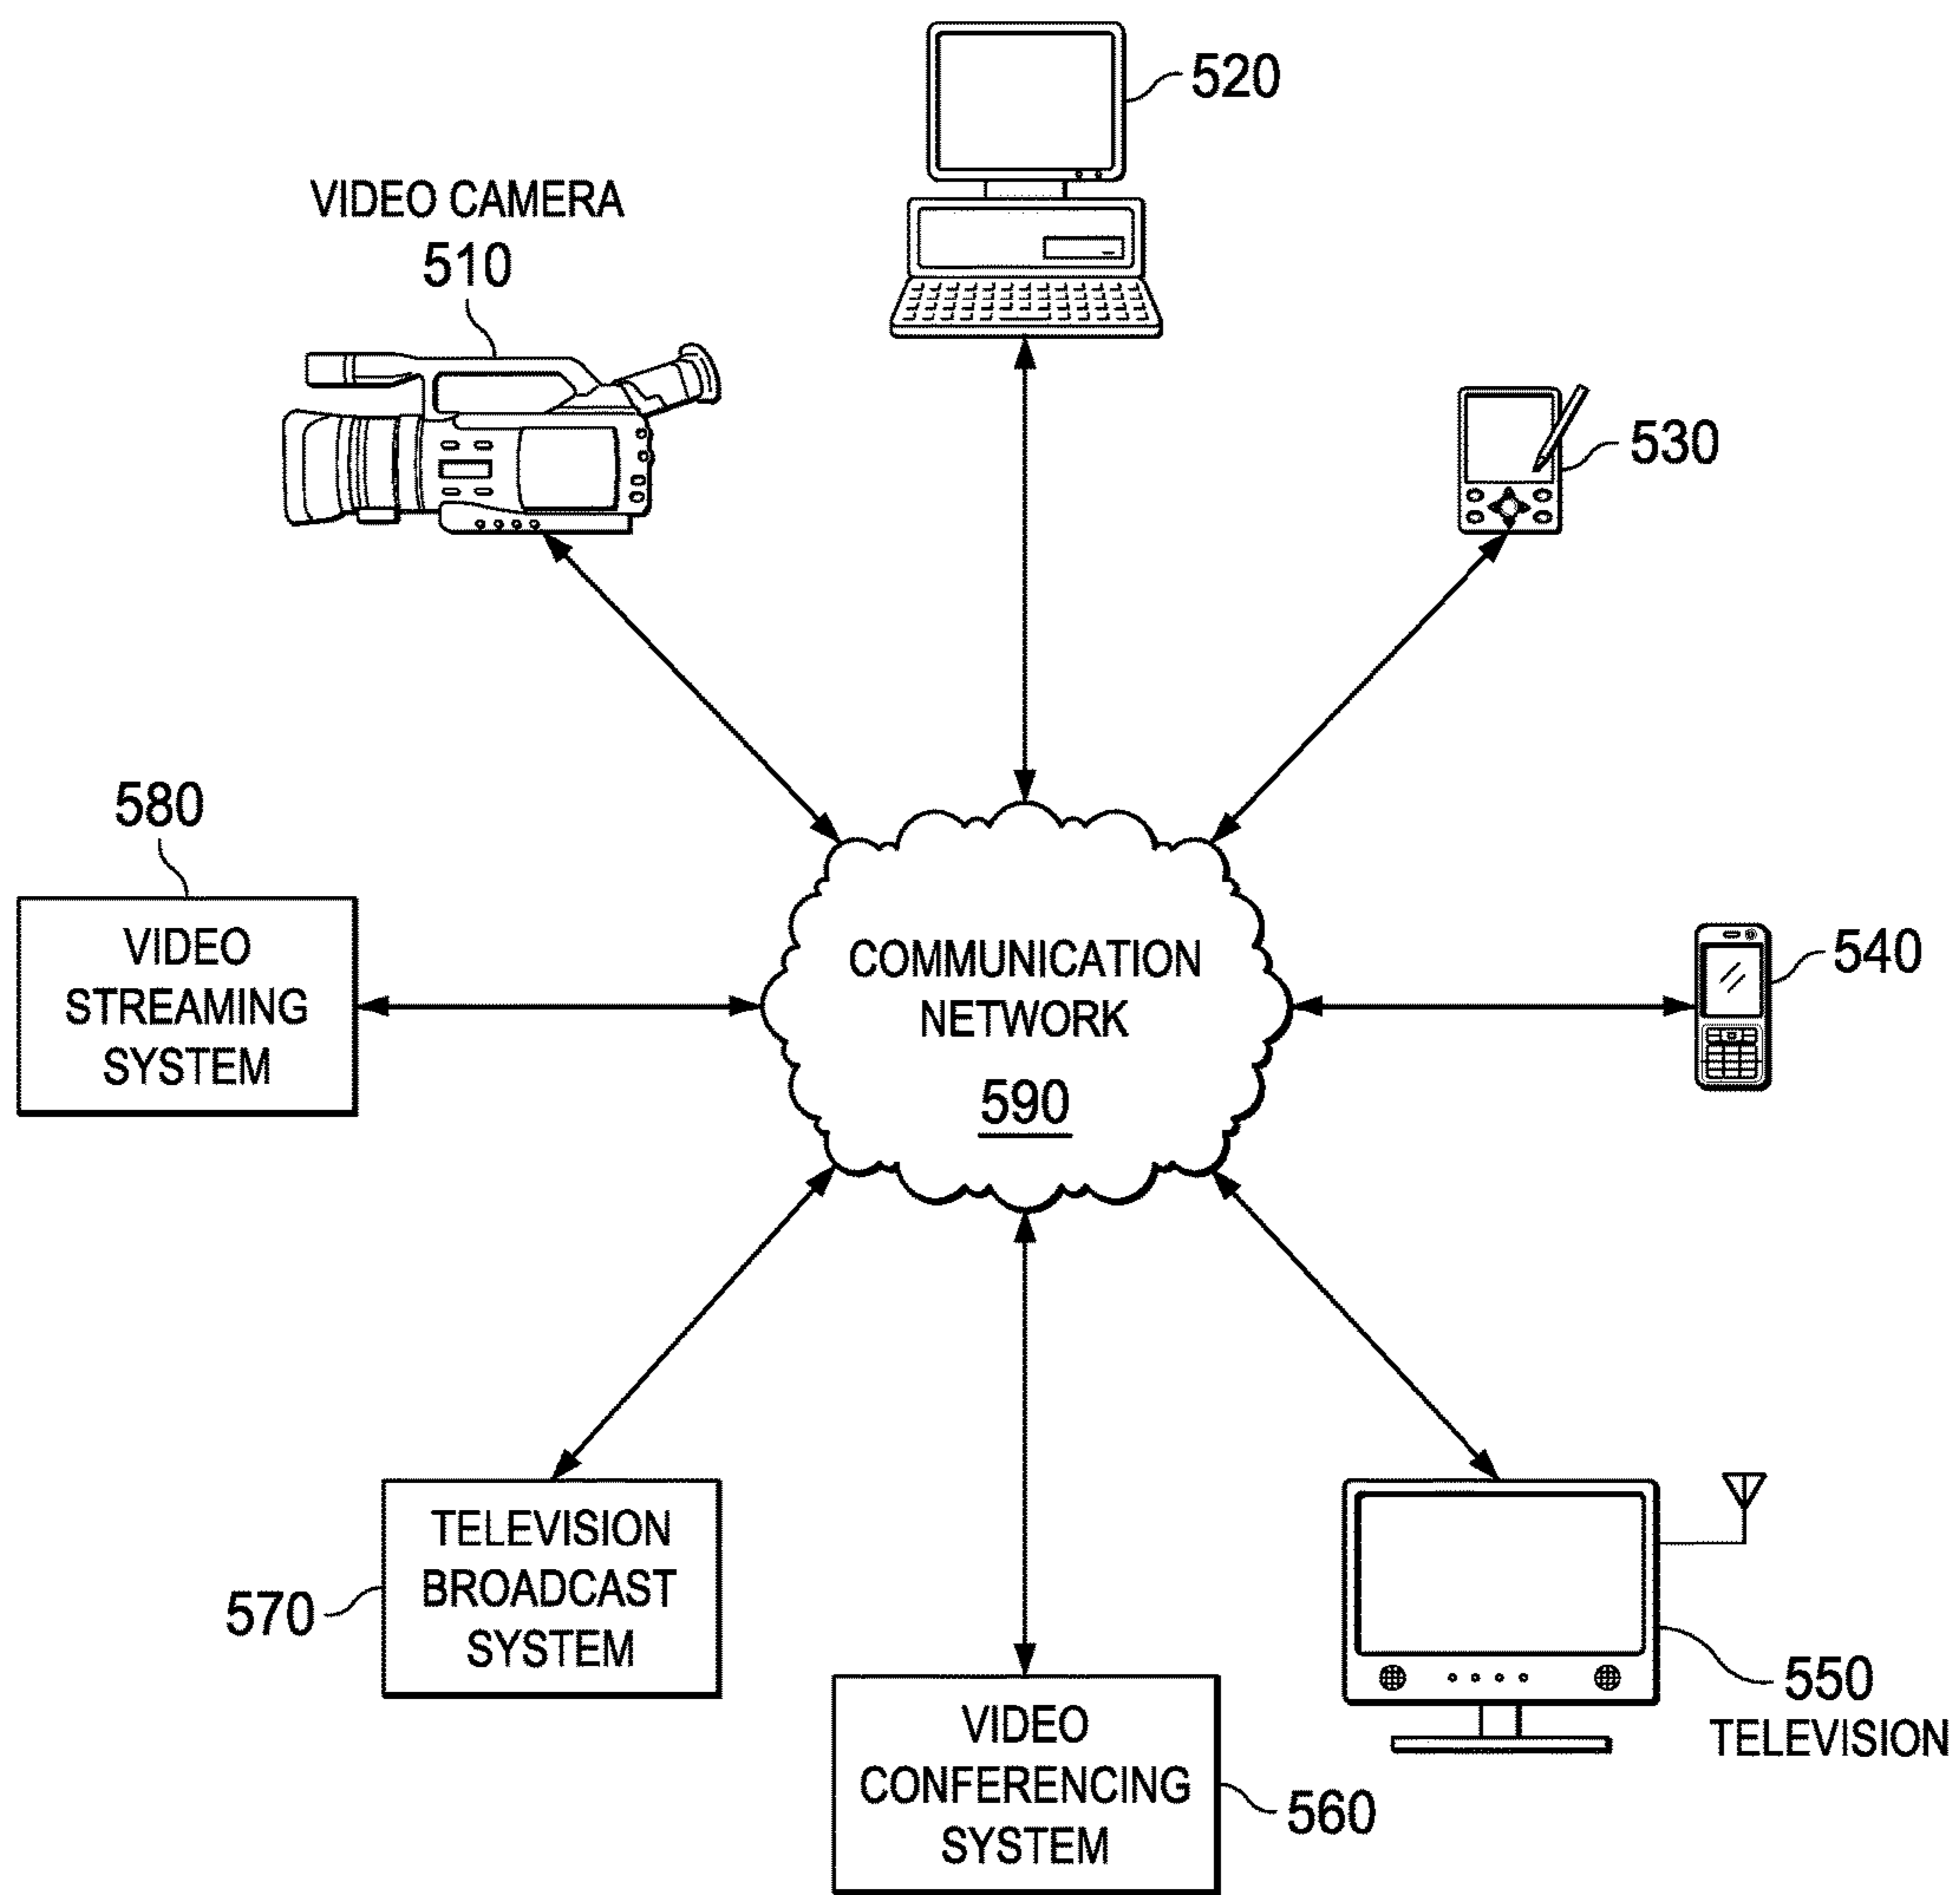 520
VIDEO CAMERA
510
530
580
VIDEO
STREAMING
SYSTEM
COMMUNICATION
NETWORK
590
540
TELEVISION
BROADCAST
SYSTEM
570
VIDEO
CONFERENCING
SYSTEM
560
550
TELEVISION